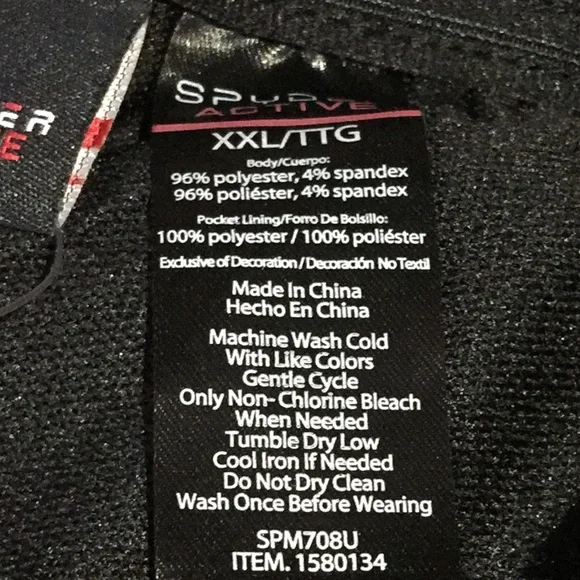 ACTIVE
XXL/TTG
Body/Cuerpo:
96% polyester, 4% spandex
96% poliéster, 4% spandex
Pocket Lining/Forro De Bolsillo:
100% polyester / 100% poliéster
Exclusive of Decoration / Decoración No Textil
Made In China
Hecho En China
Machine Wash Cold
With Like Colors
Gentle Cycle
Only Non- Chlorine Bleach
When Needed
Tumble Dry Low
Cool Iron If Needed
Do Not Dry Clean
Wash Once Before Wearing
SPM708U
ITEM. 1580134